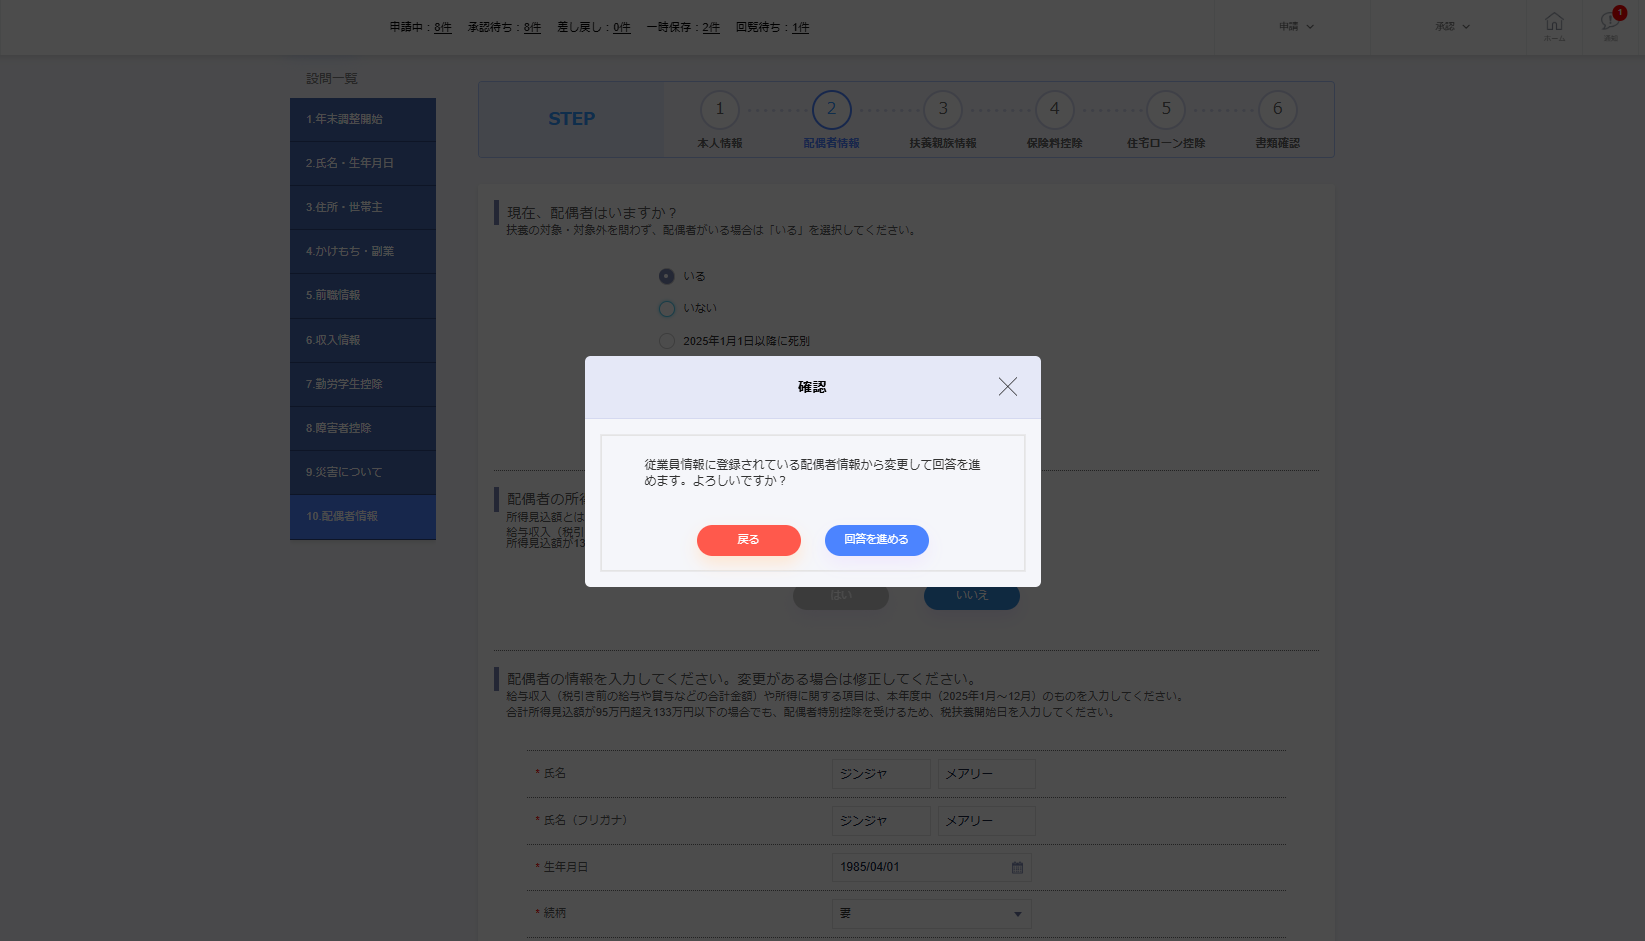 申請中：8件 承認待ち：8件 差し戻し：0件 一時保存：2件 回覧待ち：1件
申請
承認
ホーム
1
設問一覧
1.年末調整開始
2.氏名・生年月日
3.住所・世帯主
4.かけもち・副業
5.前職情報
6.収入情報
7.勤労学生控除
8.障害者控除
9.災害について
10.配偶者情報
STEP
1 2 3 4 5 6
本人情報 配偶者情報 扶養親族情報 保険料控除 住宅ローン控除 書類確認
現在、配偶者はいますか？
扶養の対象・対象外を問わず、配偶者がいる場合は「いる」を選択してください。
いる
いない
2025年1月1日以降に死別
確認
従業員情報に登録されている配偶者情報から変更して回答を進
めます。よろしいですか？
戻る
回答を進める
配偶者の所得
所得見込額とは
給与収入（税引
所得見込額が13
はい
いいえ
配偶者の情報を入力してください。変更がある場合は修正してください。
給与収入（税引き前の給与や賞与などの合計金額）や所得に関する項目は、本年度中（2025年1月～12月）のものを入力してください。
合計所得見込額が95万円超え133万円以下の場合でも、配偶者特別控除を受けるため、税扶養開始日を入力してください。
* 氏名 ジンジャ メアリー
* 氏名（フリガナ） ジンジャ メアリー
* 生年月日 1985/04/01
* 続柄 妻